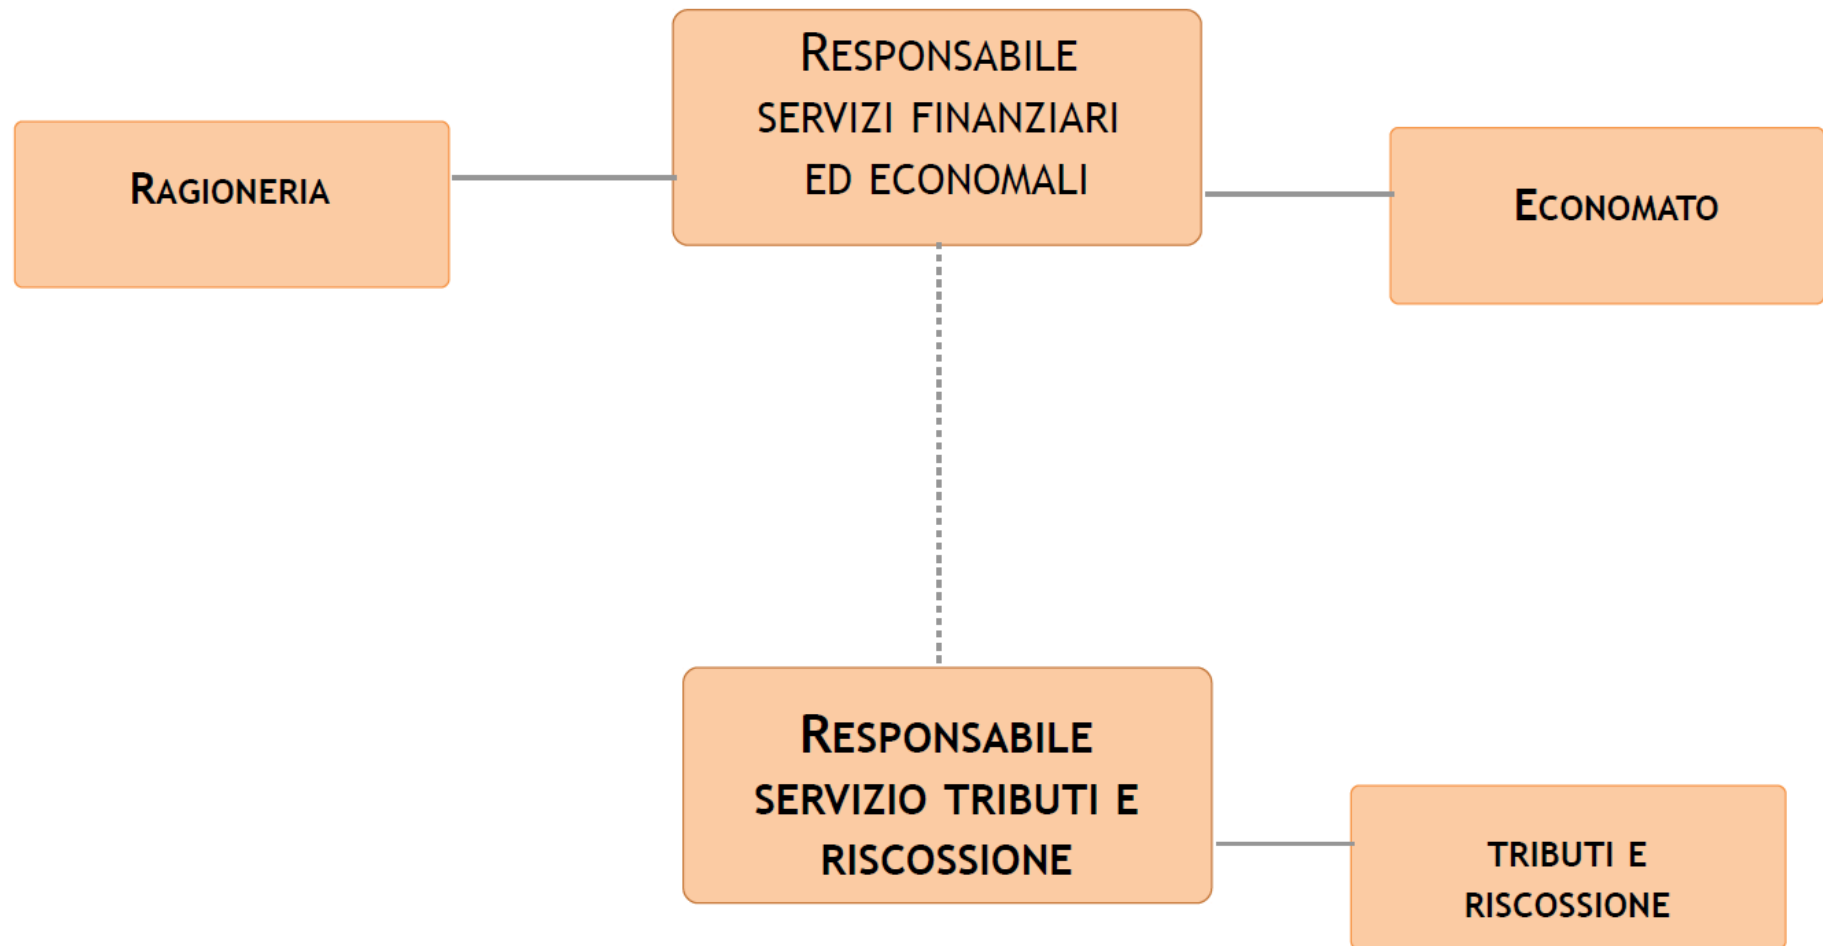 Responsabile
servizi finanziari
ed economali
Ragioneria
Economato
Responsabile
servizio tributi e
riscossione
tributi e
riscossione